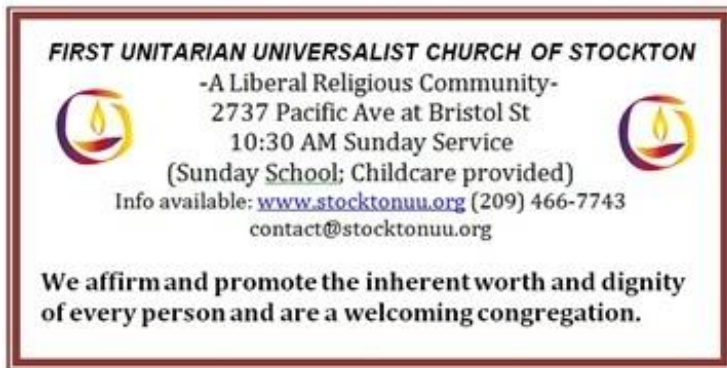 FIRST UNITARIAN UNIVERSALIST CHURCH OF STOCKTON
-A Liberal Religious Community-
2737 Pacific Ave at Bristol St
10:30 AM Sunday Service
(Sunday School; Childcare provided)
Info available: www.stocktonuu.org (209) 466-7743
contact@stocktonuu.org
We affirm and promote the inherent worth and dignity
of every person and are a welcoming congregation.